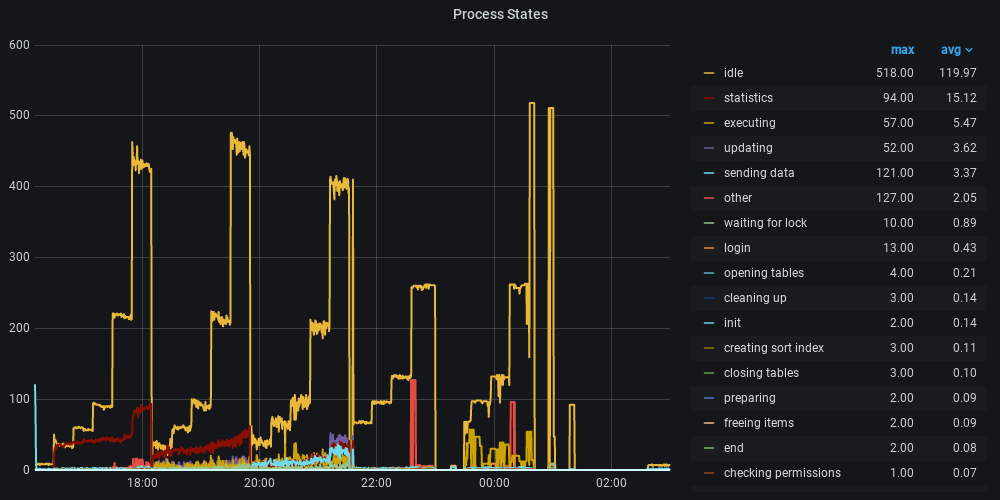 Process States
600
500
400
300
200
100
0
18:00 20:00 22:00 00:00 02:00
max avg
idle 518.00 119.97
statistics 94.00 15.12
executing 57.00 5.47
updating 52.00 3.62
sending data 121.00 3.37
other 127.00 2.05
waiting for lock 10.00 0.89
login 13.00 0.43
opening tables 4.00 0.21
cleaning up 3.00 0.14
init 2.00 0.14
creating sort index 3.00 0.11
closing tables 3.00 0.10
preparing 2.00 0.09
freeing items 2.00 0.09
end 2.00 0.08
checking permissions 1.00 0.07